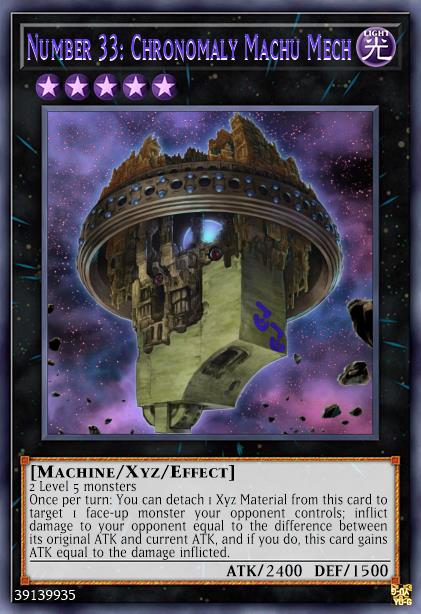 Number 33: Chronomaly Machu Mech
LIGHT
光
33
[Machine/Xyz/Effect]
2 Level 5 monsters
Once per turn: You can detach 1 Xyz Material from this card to
target 1 face-up monster your opponent controls; inflict
damage to your opponent equal to the difference between
its original ATK and current ATK, and if you do, this card gains
ATK equal to the damage inflicted.
ATK/2400 DEF/1500
39139935